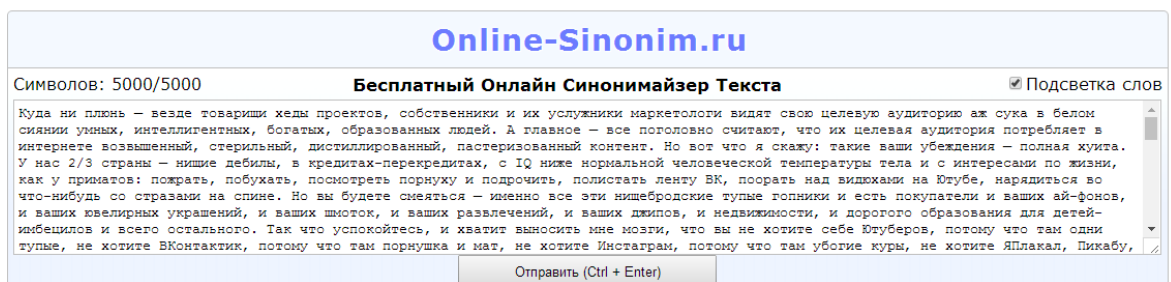 Online-Sinonim.ru
Символов: 5000/5000 Бесплатный Онлайн Синонимайзер Текста Подсветка слов
Куда ни плюнь — везде товарищи хеды проектов, собственники и их услужники маркетологи видят свою целевую аудиторию аж сука в белом
сиянии умных, интеллигентных, богатых, образованных людей. А главное — все поголовно считают, что их целевая аудитория потребляет в
интернете возвышенный, стерильный, дистиллированный, пастеризованный контент. Но вот что я скажу: такие ваши убеждения — полная хуита.
У нас 2/3 страны — нищие дебилы, в кредитах-перекредитах, с IQ ниже нормальной человеческой температуры тела и с интересами по жизни,
как у приматов: пожрать, побухать, посмотреть порнуху и подрочить, полистать ленту ВК, поорать над видюхами на Ютубе, нарядиться во
что-нибудь со стразами на спине. Но вы будете смеяться — именно все эти нищебродские тупые гопники и есть покупатели и ваших ай-фонов,
и ваших ювелирных украшений, и ваших шмоток, и ваших развлечений, и ваших джипов, и недвижимости, и дорогого образования для детей-
имбецилов и всего остального. Так что успокойтесь, и хватит выносить мне мозги, что вы не хотите себе Ютуберов, потому что там одни
тупые, не хотите ВКонтактик, потому что там порнушка и мат, не хотите Инстаграм, потому что там убогие куры, не хотите ЯПлакал, Пикабу,
Отправить (Ctrl + Enter)